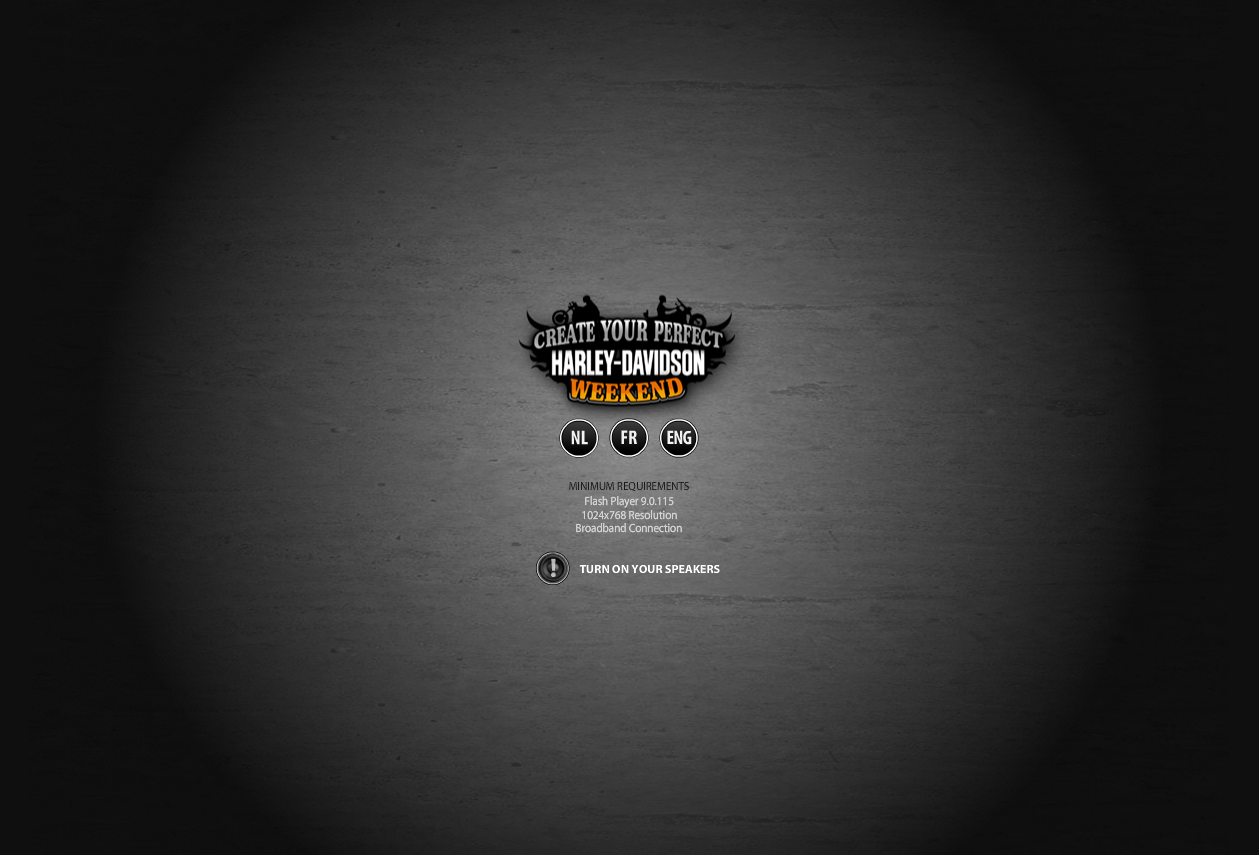 CREATE YOUR PERFECT
HARLEY-DAVIDSON
WEEKEND
NL FR ENG
MINIMUM REQUIREMENTS
Flash Player 9.0.115
1024x768 Resolution
Broadband Connection
! TURN ON YOUR SPEAKERS